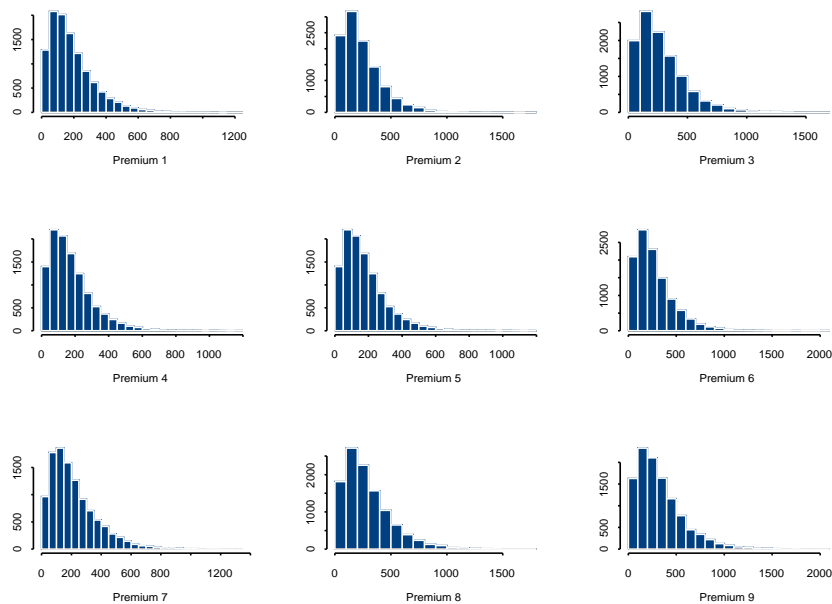 0 500 1500
0 200 400 600 800 1200
Premium 1
0 1000 2500
0 500 1000 1500
Premium 2
0 1000 2000
0 500 1000 1500
Premium 3
0 500 1500
0 200 400 600 800 1000
Premium 4
0 500 1500
0 200 400 600 800 1000
Premium 5
0 1000 2500
0 500 1000 1500 2000
Premium 6
0 500 1500
0 200 400 600 800 1200
Premium 7
0 1000 2000
0 500 1000 1500
Premium 8
0 500 1500
0 500 1000 1500 2000
Premium 9